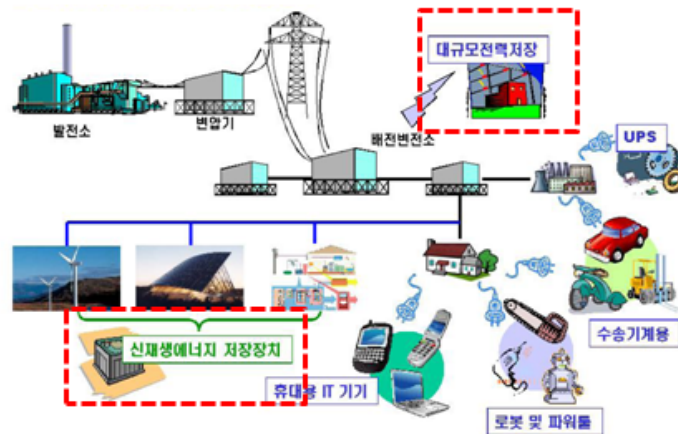 대규모전력저장
발전소
변압기
배전변전소
UPS
신재생에너지 저장장치
휴대용 IT 기기
로봇 및 파워툴
수송기계용